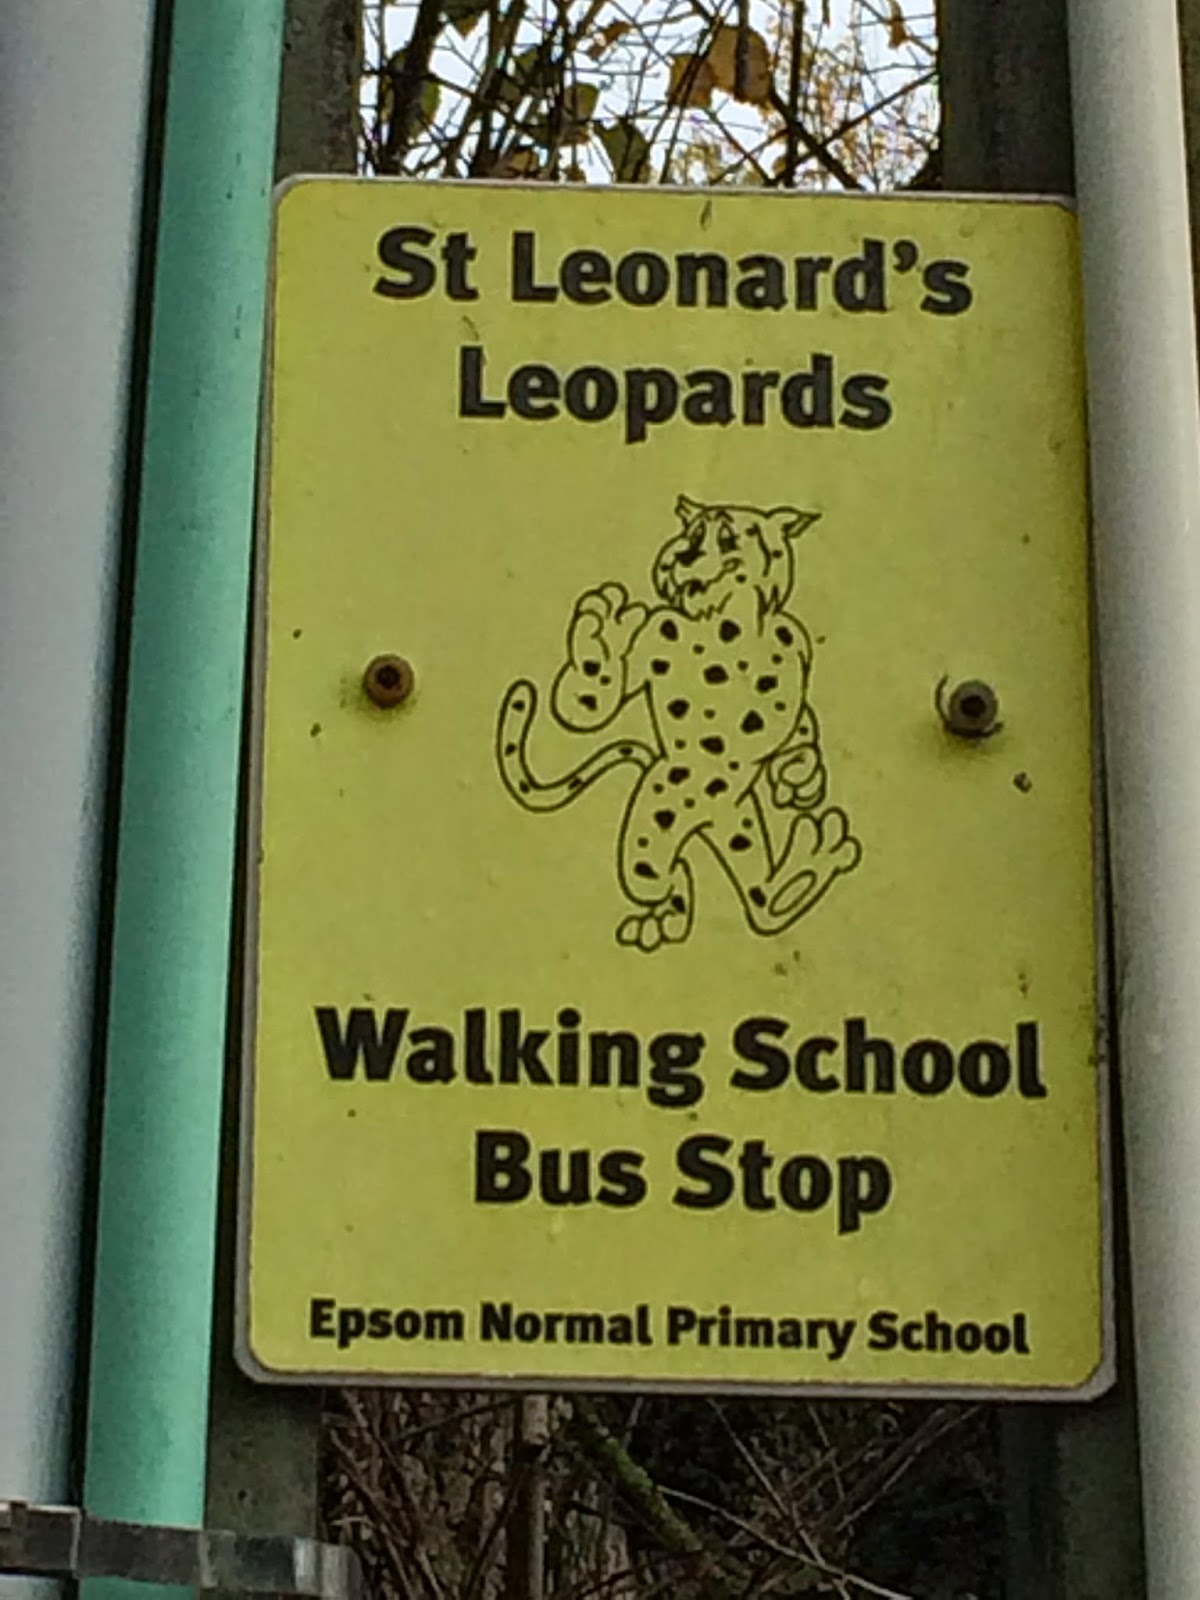 St Leonard's
Leopards
Walking School
Bus Stop
Epsom Normal Primary School